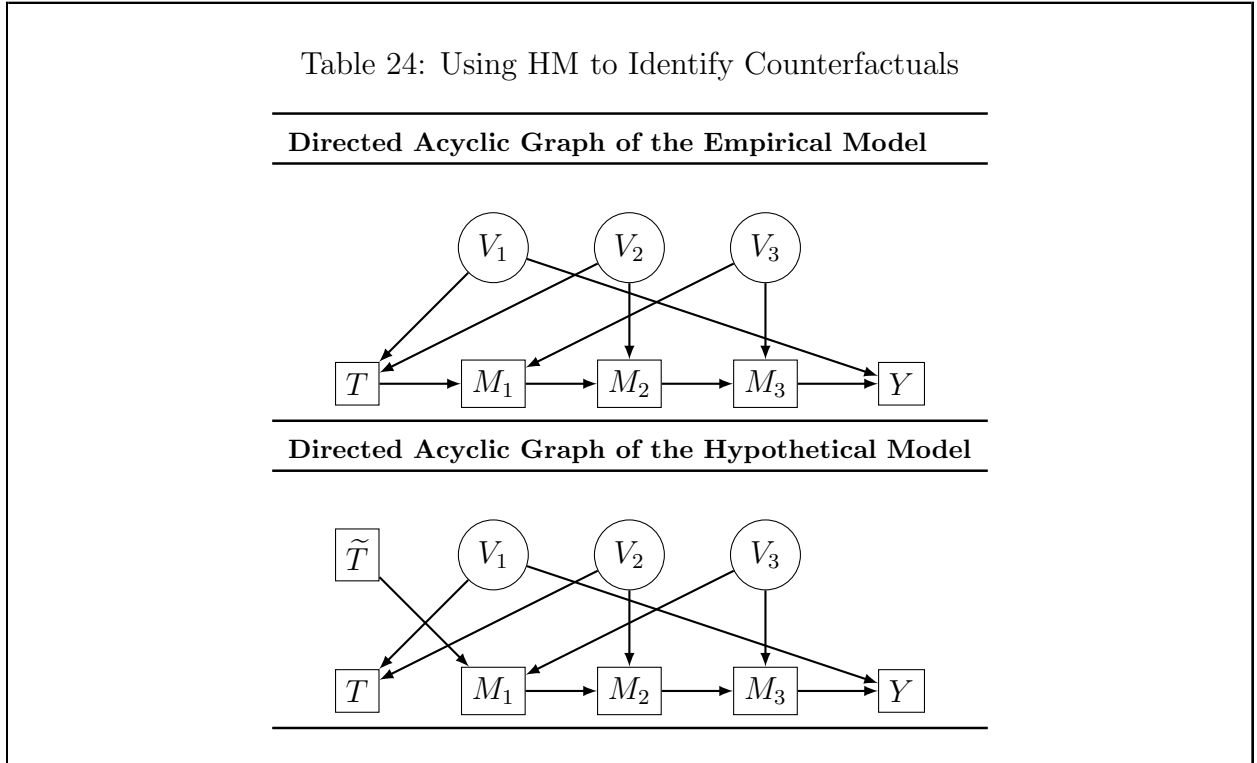 Table 24: Using HM to Identify Counterfactuals
Directed Acyclic Graph of the Empirical Model
V₁ V₂ V₃
T M₁ M₂ M₃ Y
Directed Acyclic Graph of the Hypothetical Model
T̃ V₁ V₂ V₃
T M₁ M₂ M₃ Y